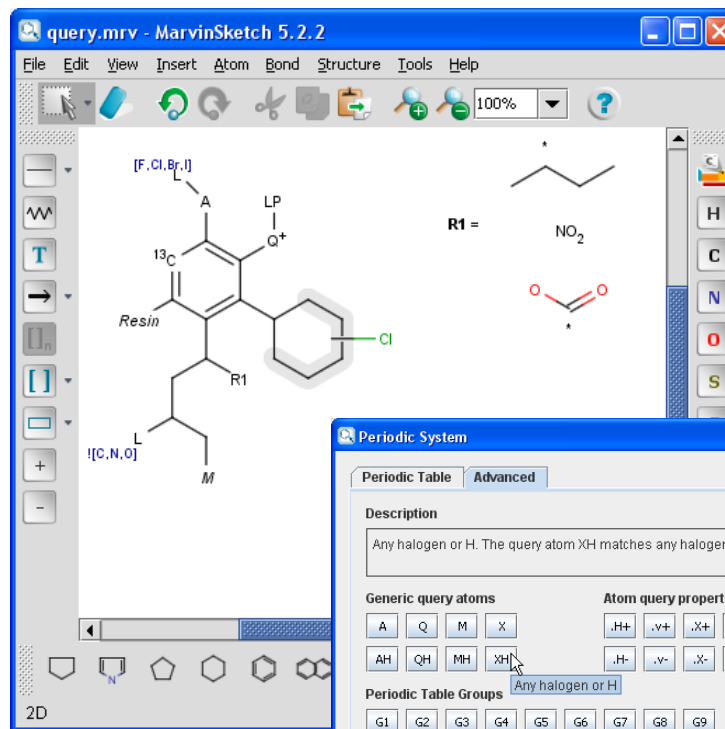 query.mrv - MarvinSketch 5.2.2
File Edit View Insert Atom Bond Structure Tools Help
100%
?
[F,Cl,Br,I]
L
A
LP
Q+
13C
Resin
Cl
R1
L
![C,N,O]
M
*
R1 =
NO2
O
O
*
T
[ ]n
[ ]
+
-
C
H
C
N
O
S
N
2D
Periodic System
Periodic Table Advanced
Description
Any halogen or H. The query atom XH matches any halogen
Generic query atoms Atom query propert
A Q M X .H+ .v+ .X+
AH QH MH XH .H- .v- .X-
Any halogen or H
Periodic Table Groups
G1 G2 G3 G4 G5 G6 G7 G8 G9